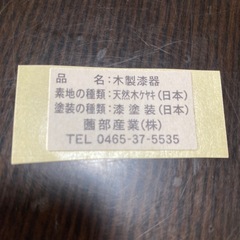 品　名:木製漆器
素地の種類:天然木ケヤキ(日本)
塗装の種類:漆 塗装(日本)
薗部産業(株)
TEL 0465-37-5535